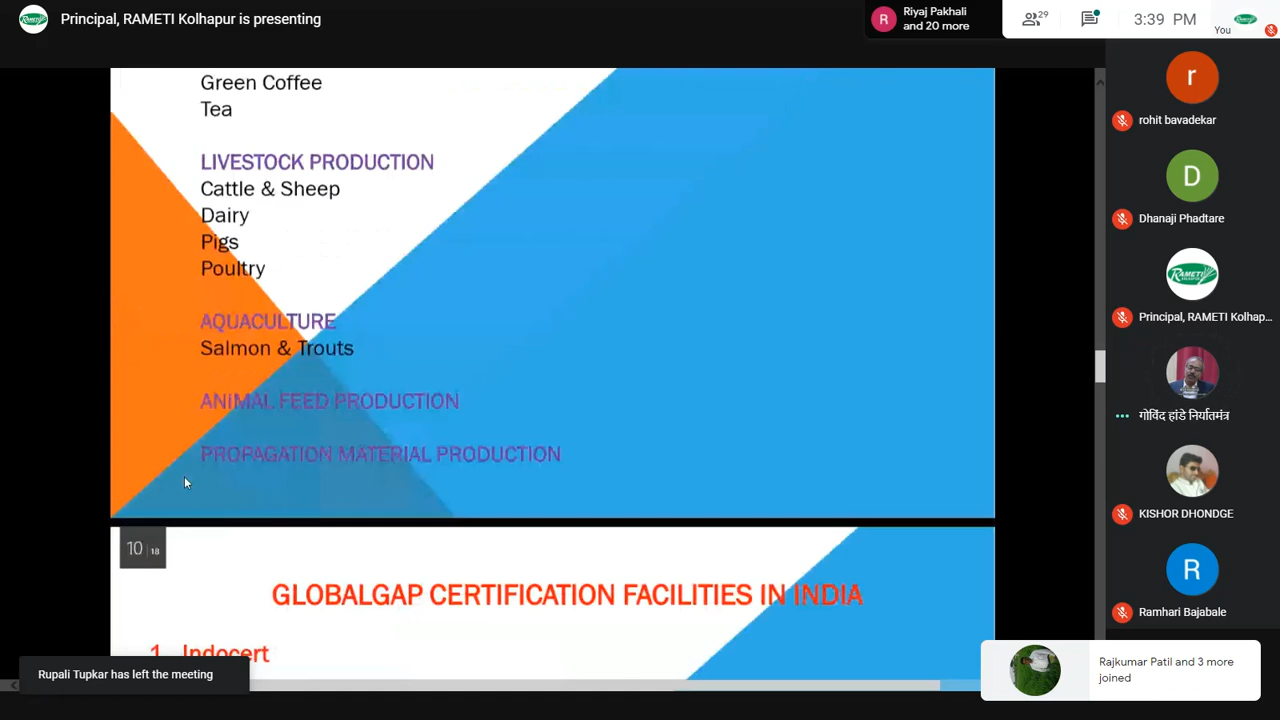 Principal, RAMETI Kolhapur is presenting
Riyaj Pakhali
and 20 more
29
3:39 PM
You
Green Coffee
Tea
LIVESTOCK PRODUCTION
Cattle & Sheep
Dairy
Pigs
Poultry
AQUACULTURE
Salmon & Trouts
ANIMAL FEED PRODUCTION
PROPAGATION MATERIAL PRODUCTION
10 | 18
GLOBALGAP CERTIFICATION FACILITIES IN INDIA
1. Indocert
Rupali Tupkar has left the meeting
rohit bavadekar
Dhanaji Phadtare
RAMETI
Principal, RAMETI Kolhap...
गोविंद हांडे निर्यातमंत्र
KISHOR DHONDGE
Ramhari Bajabale
Rajkumar Patil and 3 more
joined
R
r
D
R